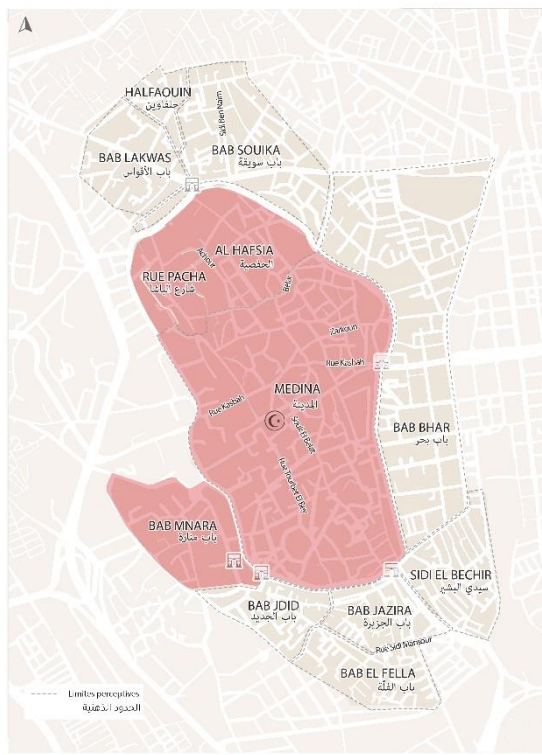 HALFAOUIN
حلفاوين
BAB LAKWAS
باب الأقواس
Sidi Ben Naim
BAB SOUIKA
باب سويقة
AL HAFSIA
الحفصية
Achour
RUE PACHA
شارع الباشا
Bechir
Zarkoun
Rue Kasbah
MEDINA
المدينة
Rue Kasbah
Souk El Belat
BAB BHAR
باب بحر
Rue Tourbet El Bey
BAB MNARA
باب منارة
SIDI EL BECHIR
سيدي البشير
BAB JDID
باب الجديد
BAB JAZIRA
باب الجزيرة
Rue Sidi Mansour
BAB EL FELLA
باب الفلّة
Limites perceptives
الحدود الذهنية